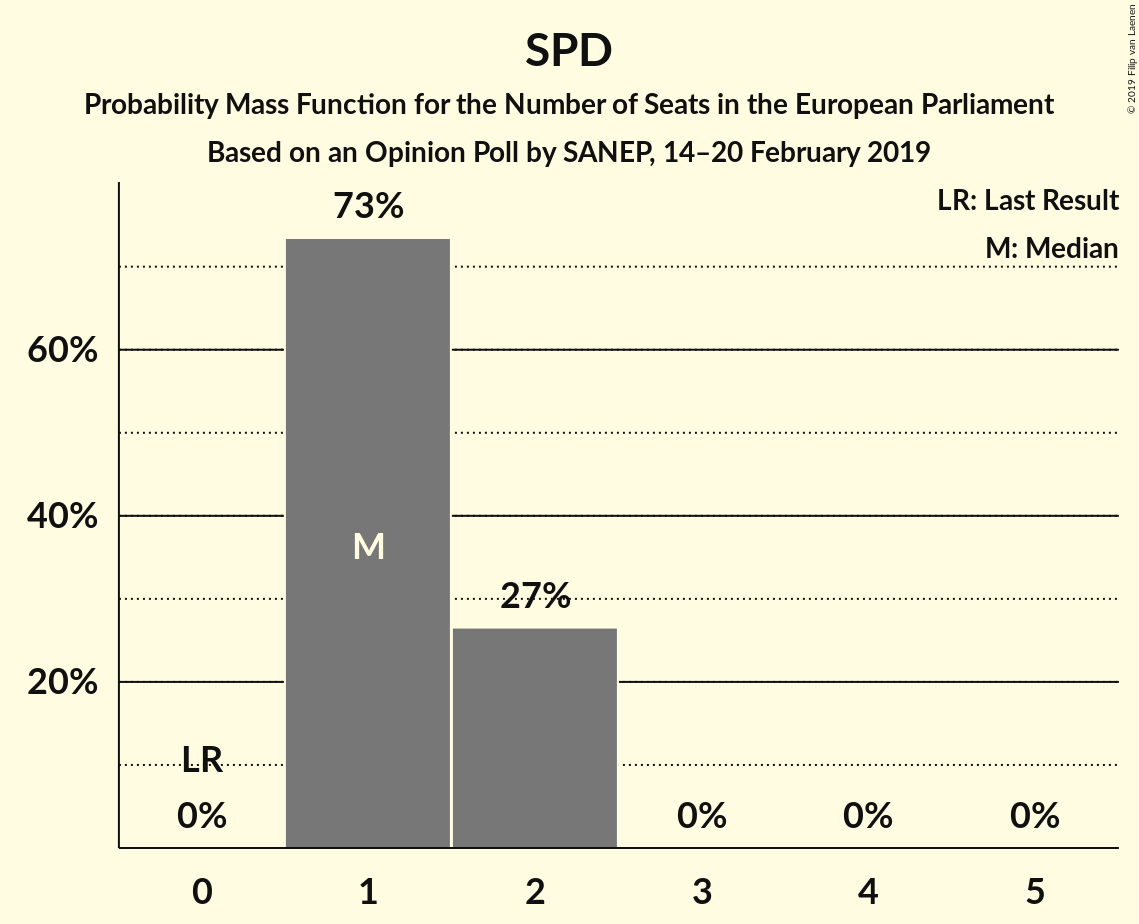 SPD
Probability Mass Function for the Number of Seats in the European Parliament
Based on an Opinion Poll by SANEP, 14–20 February 2019
© 2019 Filip van Laenen
LR: Last Result
M: Median
73%
60%
40%
M
27%
20%
LR
0%
0%
0%
0%
0 1 2 3 4 5